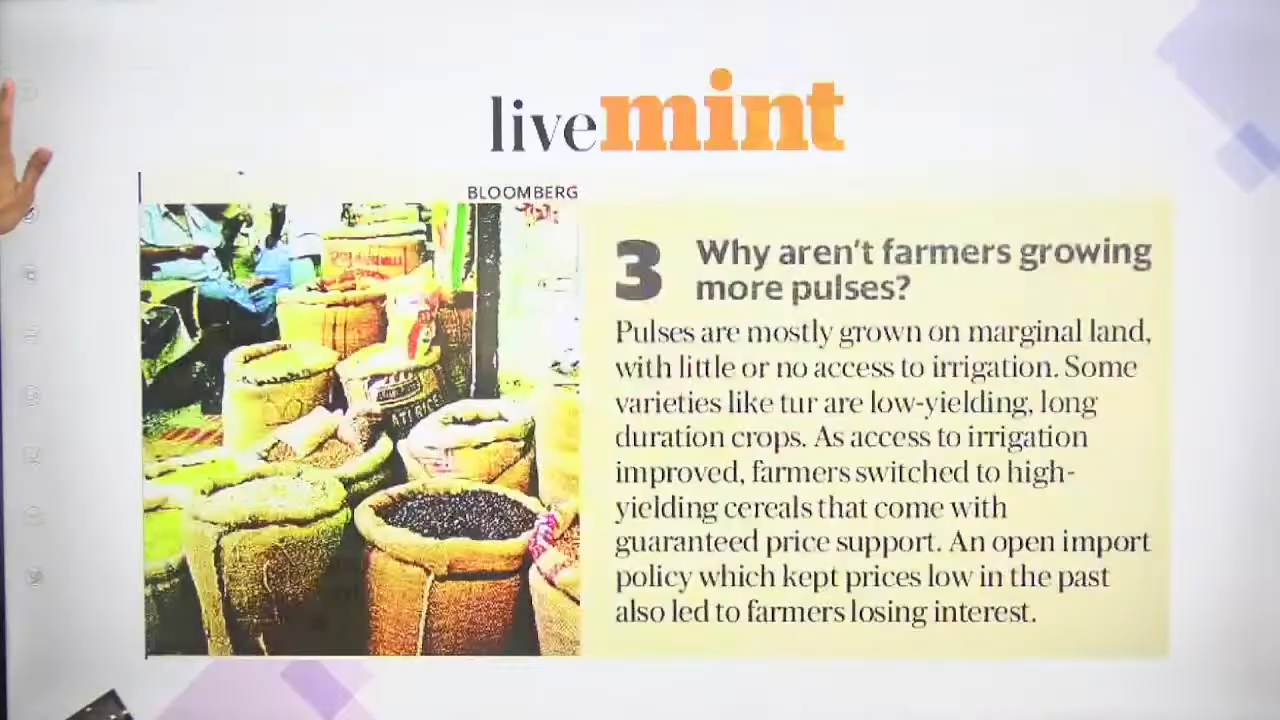 livemint
BLOOMBERG
3 Why aren't farmers growing
more pulses?
Pulses are mostly grown on marginal land,
with little or no access to irrigation. Some
varieties like tur are low-yielding, long
duration crops. As access to irrigation
improved, farmers switched to high-
yielding cereals that come with
guaranteed price support. An open import
policy which kept prices low in the past
also led to farmers losing interest.